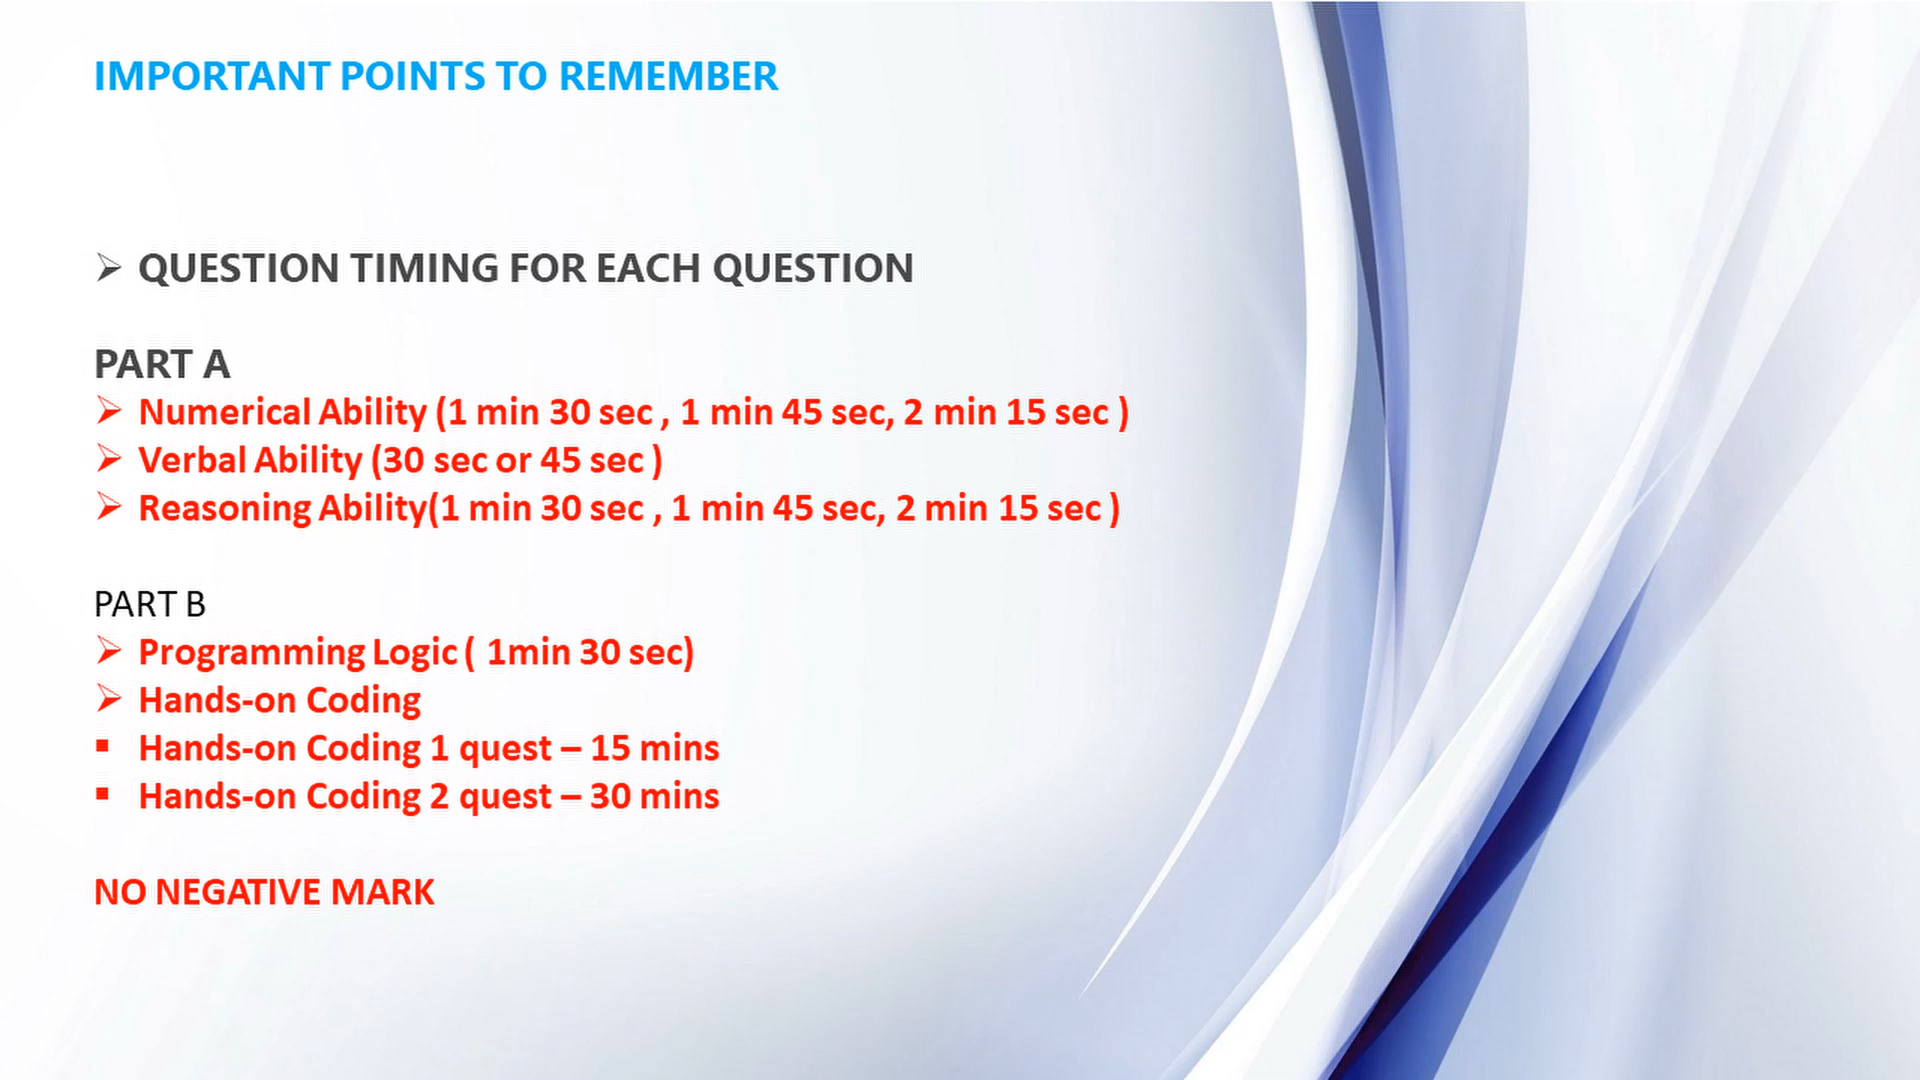 IMPORTANT POINTS TO REMEMBER
➢ QUESTION TIMING FOR EACH QUESTION
PART A
➢ Numerical Ability (1 min 30 sec , 1 min 45 sec, 2 min 15 sec )
➢ Verbal Ability (30 sec or 45 sec )
➢ Reasoning Ability(1 min 30 sec , 1 min 45 sec, 2 min 15 sec )
PART B
➢ Programming Logic ( 1min 30 sec)
➢ Hands-on Coding
▪ Hands-on Coding 1 quest – 15 mins
▪ Hands-on Coding 2 quest – 30 mins
NO NEGATIVE MARK